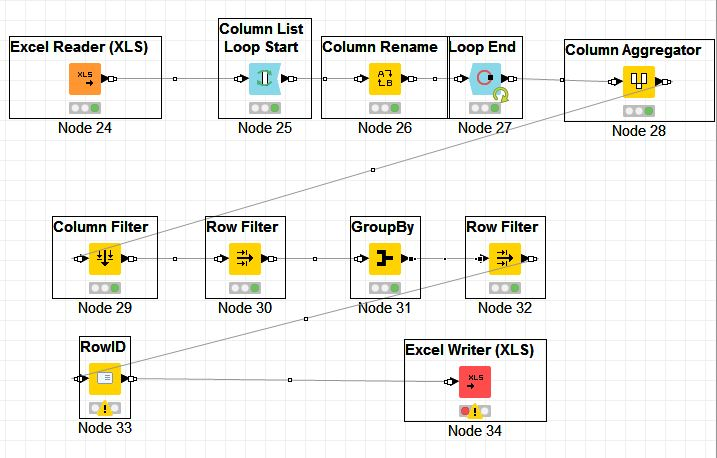 Excel Reader (XLS)
XLS
Node 24
Column List
Loop Start
Node 25
Column Rename
A
B
Node 26
Loop End
Node 27
Column Aggregator
Node 28
Column Filter
Node 29
Row Filter
Node 30
GroupBy
Node 31
Row Filter
Node 32
RowID
Node 33
Excel Writer (XLS)
XLS
Node 34